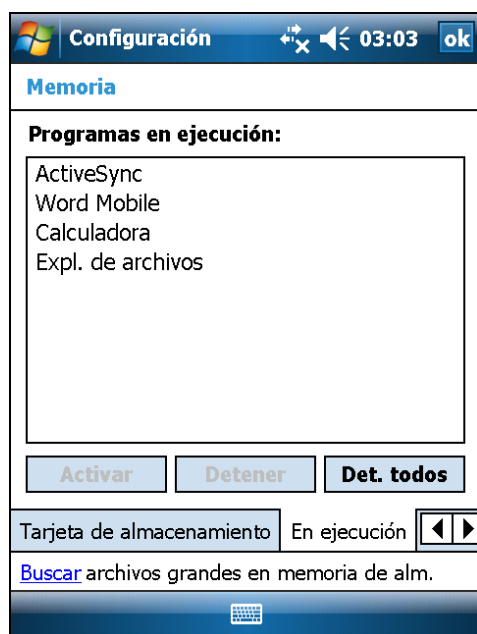 Configuración 03:03 ok
Memoria
Programas en ejecución:
ActiveSync
Word Mobile
Calculadora
Expl. de archivos
Activar Detener Det. todos
Tarjeta de almacenamiento En ejecución
Buscar archivos grandes en memoria de alm.